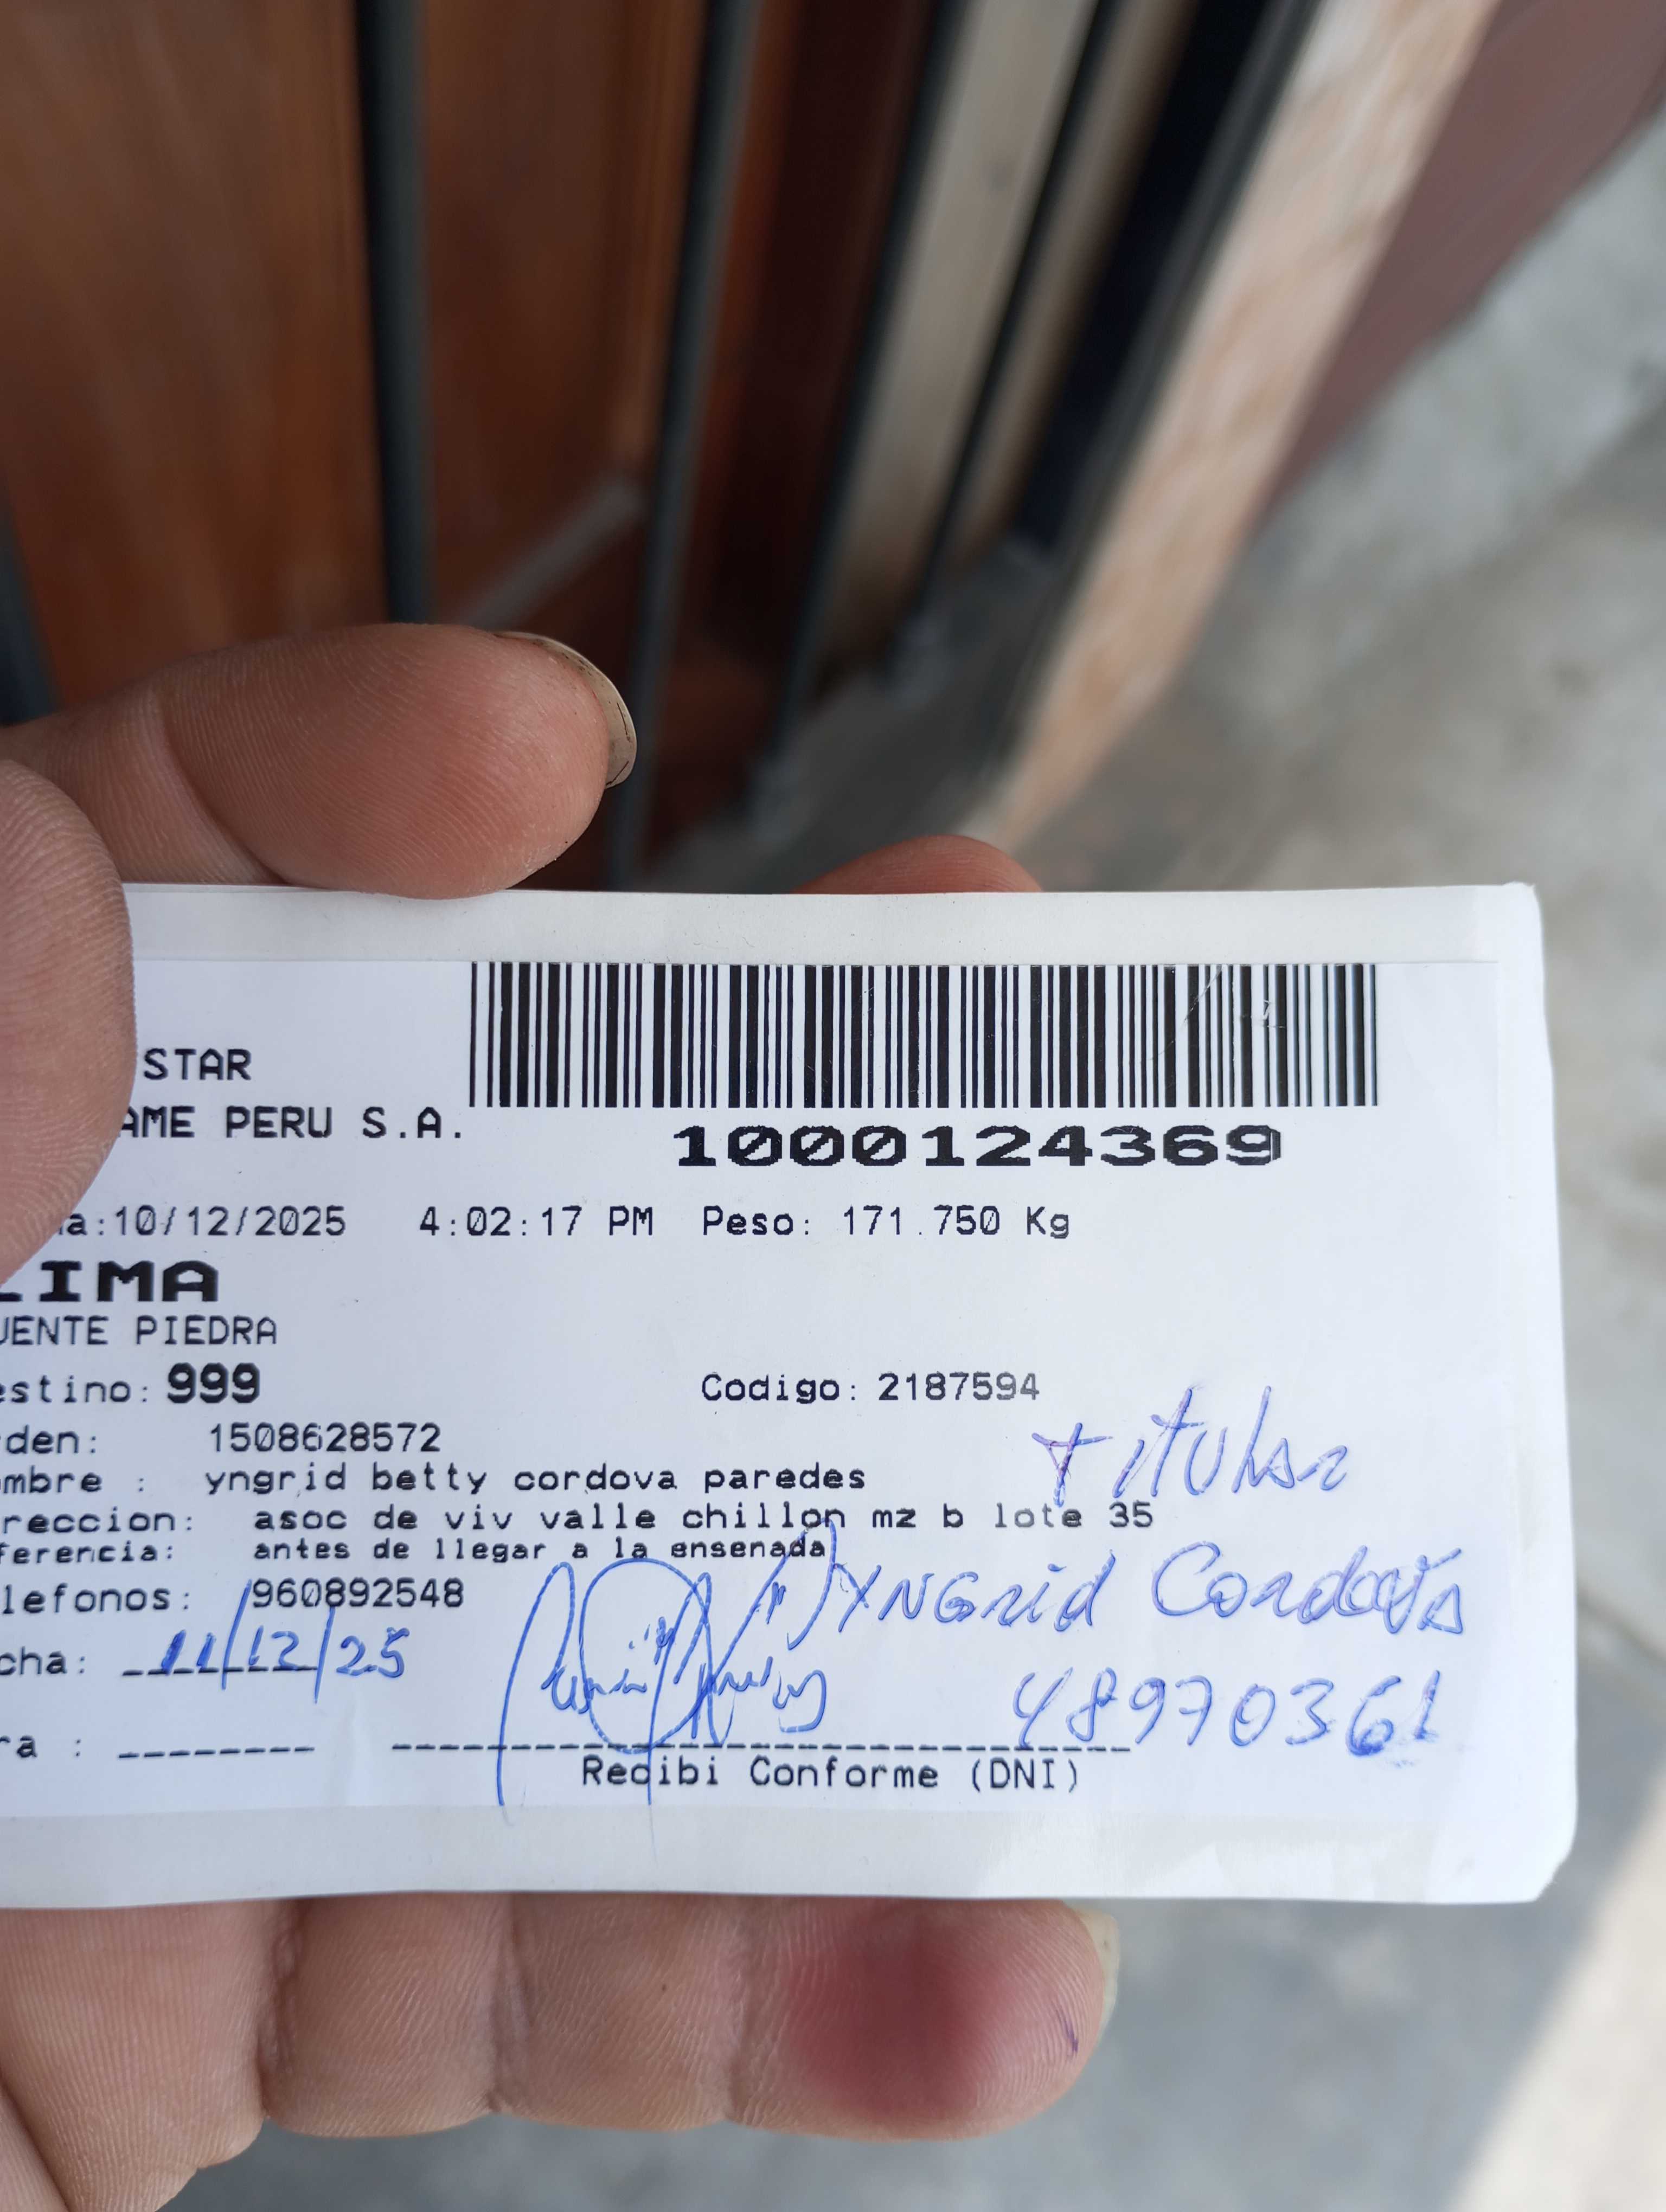 STAR
AME PERU S.A.
1000124369
a:10/12/2025 4:02:17 PM Peso: 171.750 Kg
LIMA
UENTE PIEDRA
estino: 999 Codigo: 2187594
den: 1508628572
titular
mbre : yngrid betty cordova paredes
reccion: asoc de viv valle chillon mz b lote 35
ferencia: antes de llegar a la ensenada
YNGrid Cordova
lefonos: 960892548
cha: 11/12/25
48970361
ra : -------- 
Recibi Conforme (DNI)